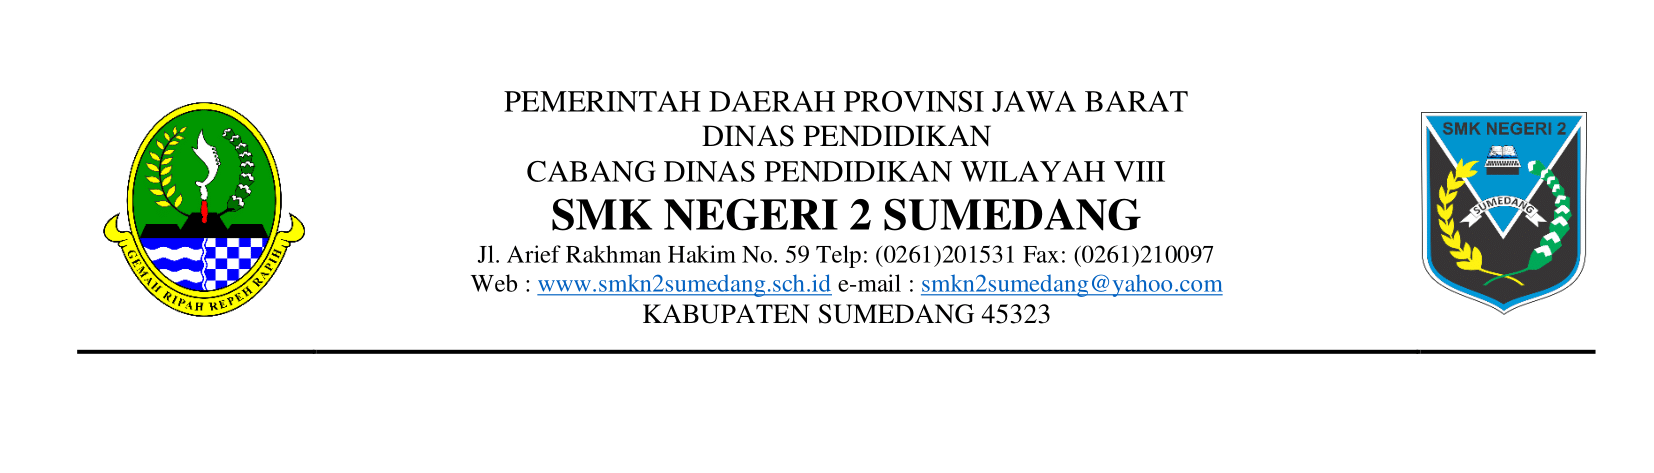 PEMERINTAH DAERAH PROVINSI JAWA BARAT
DINAS PENDIDIKAN
CABANG DINAS PENDIDIKAN WILAYAH VIII
SMK NEGERI 2 SUMEDANG
Jl. Arief Rakhman Hakim No. 59 Telp: (0261)201531 Fax: (0261)210097
Web : www.smkn2sumedang.sch.id e-mail : smkn2sumedang@yahoo.com
KABUPATEN SUMEDANG 45323
GEMAH RIPAH REPEH RAPIH
SMK NEGERI 2
SUMEDANG